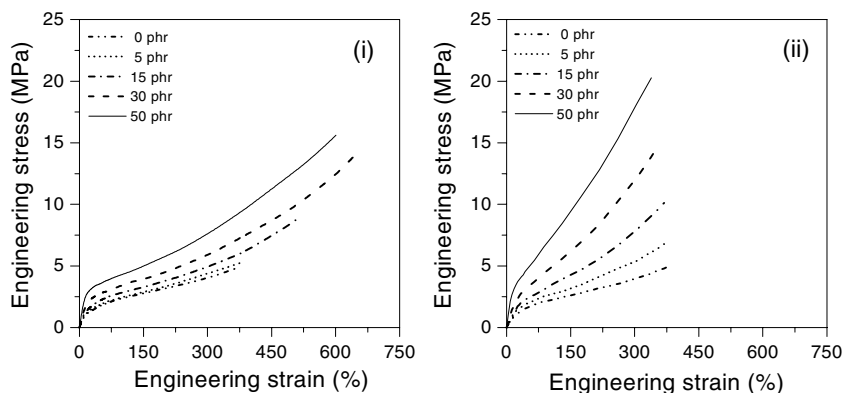 (i)
0 phr
5 phr
15 phr
30 phr
50 phr
25
20
15
10
5
0
0 150 300 450 600 750
Engineering stress (MPa)
Engineering strain (%)
(ii)
0 phr
5 phr
15 phr
30 phr
50 phr
25
20
15
10
5
0
0 150 300 450 600 750
Engineering stress (MPa)
Engineering strain (%)